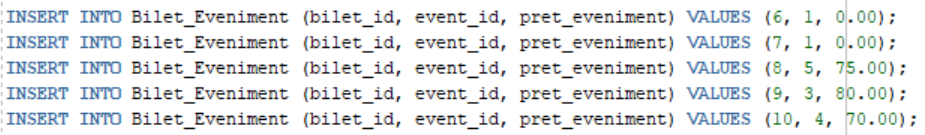 INSERT INTO Bilet_Eveniment (bilet_id, event_id, pret_eveniment) VALUES (6, 1, 0.00);
INSERT INTO Bilet_Eveniment (bilet_id, event_id, pret_eveniment) VALUES (7, 1, 0.00);
INSERT INTO Bilet_Eveniment (bilet_id, event_id, pret_eveniment) VALUES (8, 5, 75.00);
INSERT INTO Bilet_Eveniment (bilet_id, event_id, pret_eveniment) VALUES (9, 3, 80.00);
INSERT INTO Bilet_Eveniment (bilet_id, event_id, pret_eveniment) VALUES (10, 4, 70.00);